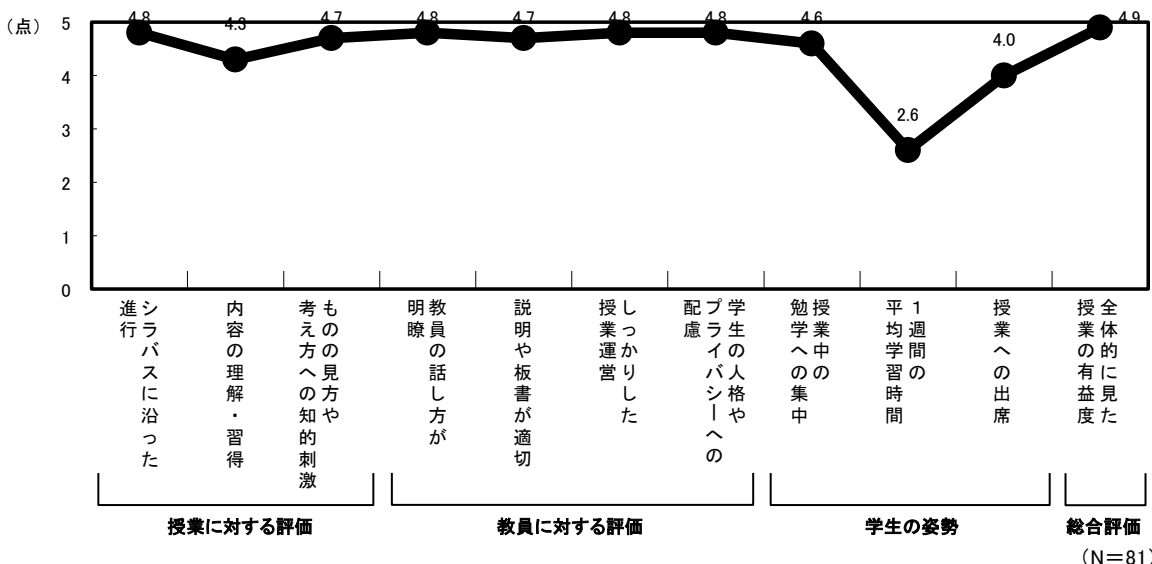 （点）
5
4
3
2
1
0
4.8
4.3
4.7
4.8
4.7
4.8
4.8
4.6
2.6
4.0
4.9
シラバスに沿った
進行
内容の理解・習得
ものの見方や
考え方への知的刺激
教員の話し方が
明瞭
説明や板書が適切
しっかりした
授業運営
学生の人格や
プライバシーへの
配慮
授業中の
勉学への集中
１週間の
平均学習時間
授業への出席
全体的に見た
授業の有益度
授業に対する評価
教員に対する評価
学生の姿勢
総合評価
（N＝81）